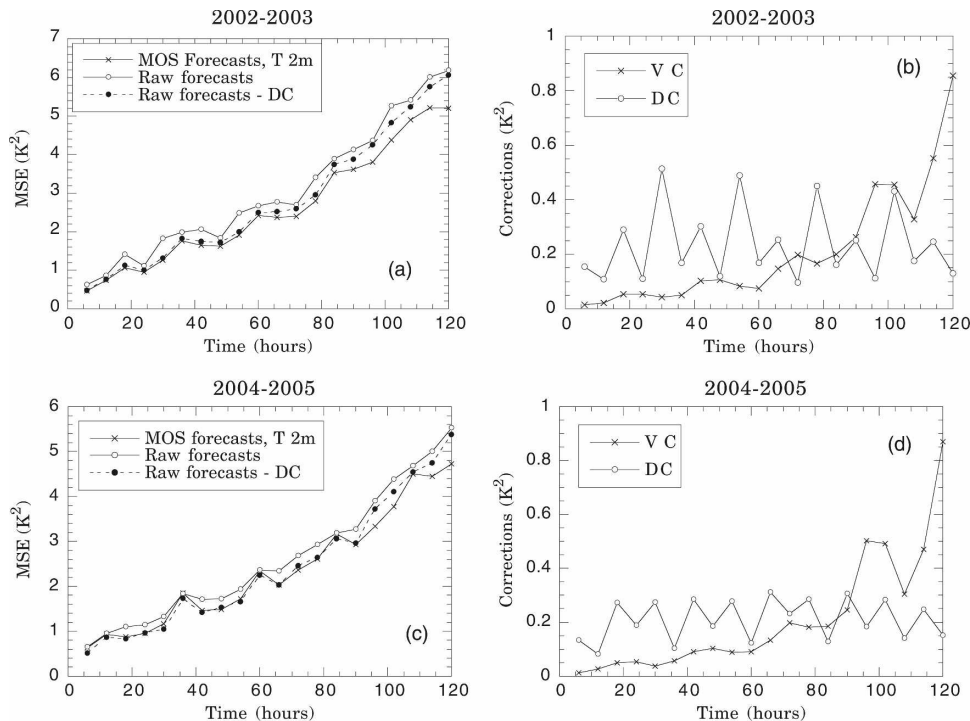 2002-2003
MOS Forecasts, T 2m
Raw forecasts
Raw forecasts - DC
MSE (K²)
6
5
4
3
2
1
0
0 20 40 60 80 100 120
Time (hours)
(a)
2002-2003
V C
DC
(b)
Corrections (K²)
1
0.8
0.6
0.4
0.2
0
0 20 40 60 80 100 120
Time (hours)
2004-2005
MOS forecasts, T 2m
Raw forecasts
Raw forecasts - DC
MSE (K²)
6
5
4
3
2
1
0
0 20 40 60 80 100 120
Time (hours)
(c)
2004-2005
V C
DC
(d)
Corrections (K²)
1
0.8
0.6
0.4
0.2
0
0 20 40 60 80 100 120
Time (hours)